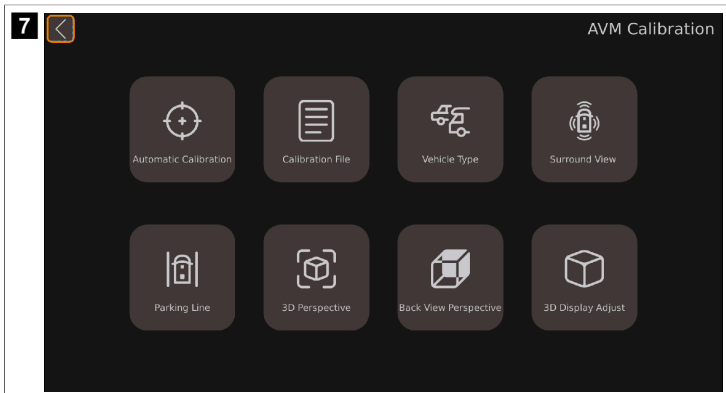 7
AVM Calibration
Automatic Calibration
Calibration File
Vehicle Type
Surround View
Parking Line
3D Perspective
Back View Perspective
3D Display Adjust